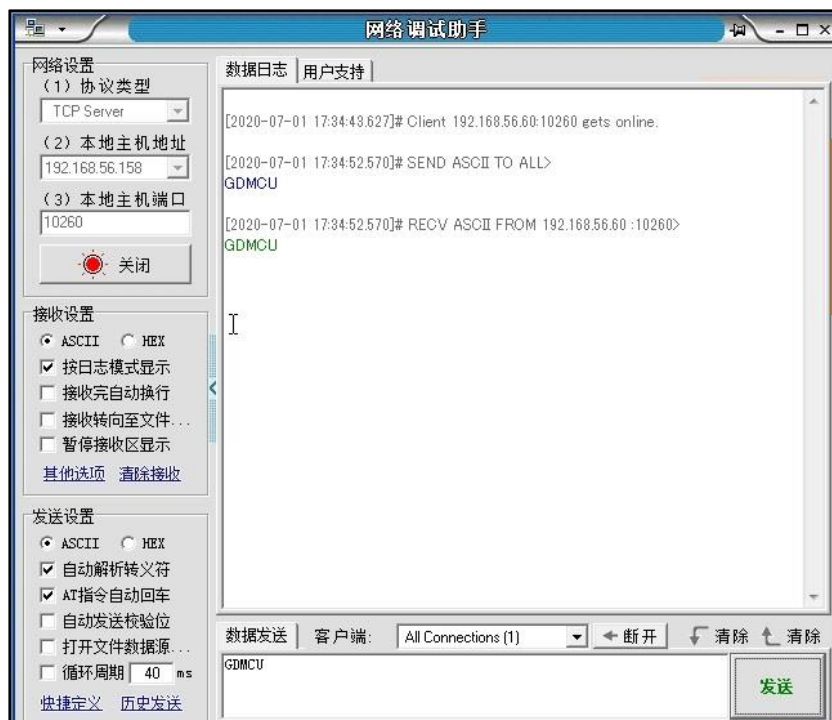 网络调试助手
网络设置
（1）协议类型
TCP Server
（2）本地主机地址
192.168.56.158
（3）本地主机端口
10260
关闭
接收设置
ASCII HEX
按日志模式显示
接收完自动换行
接收转向至文件...
暂停接收区显示
其他选项 清除接收
发送设置
ASCII HEX
自动解析转义符
AT指令自动回车
自动发送校验位
打开文件数据源...
循环周期 40 ms
快捷定义 历史发送
数据日志 用户支持
[2020-07-01 17:34:43.627]# Client 192.168.56.60:10260 gets online.
[2020-07-01 17:34:52.570]# SEND ASCII TO ALL>
GDMCU
[2020-07-01 17:34:52.570]# RECV ASCII FROM 192.168.56.60 :10260>
GDMCU
数据发送 客户端: All Connections (1) 断开 清除 清除
GDMCU
发送